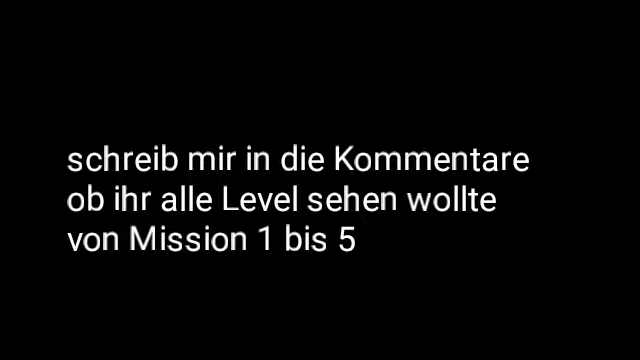 schreib mir in die Kommentare
ob ihr alle Level sehen wollte
von Mission 1 bis 5